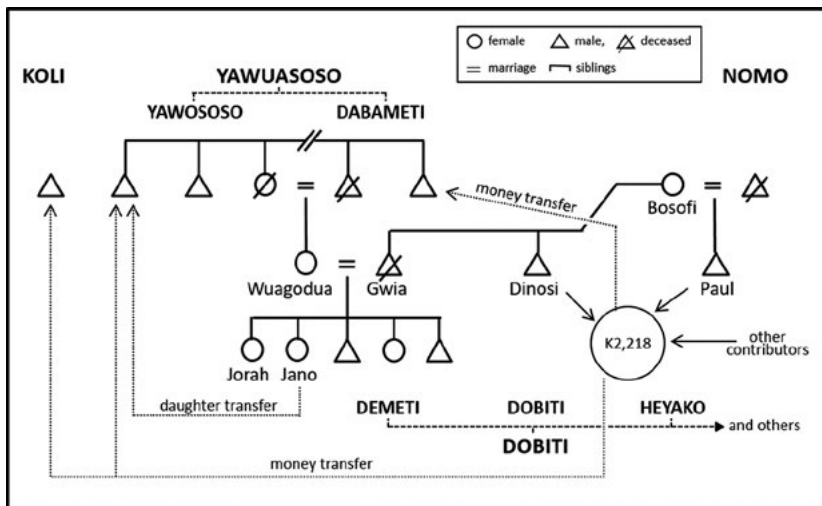 female male, deceased
= marriage siblings
KOLI YAWUASOSO NOMO
YAWOSOSO DABAMETI
money transfer
Bosofi
Wuagodua Gwia Dinosi Paul
K2,218
other
contributors
Jorah Jano
daughter transfer
DEMETI DOBITI HEYAKO
and others
DOBITI
money transfer